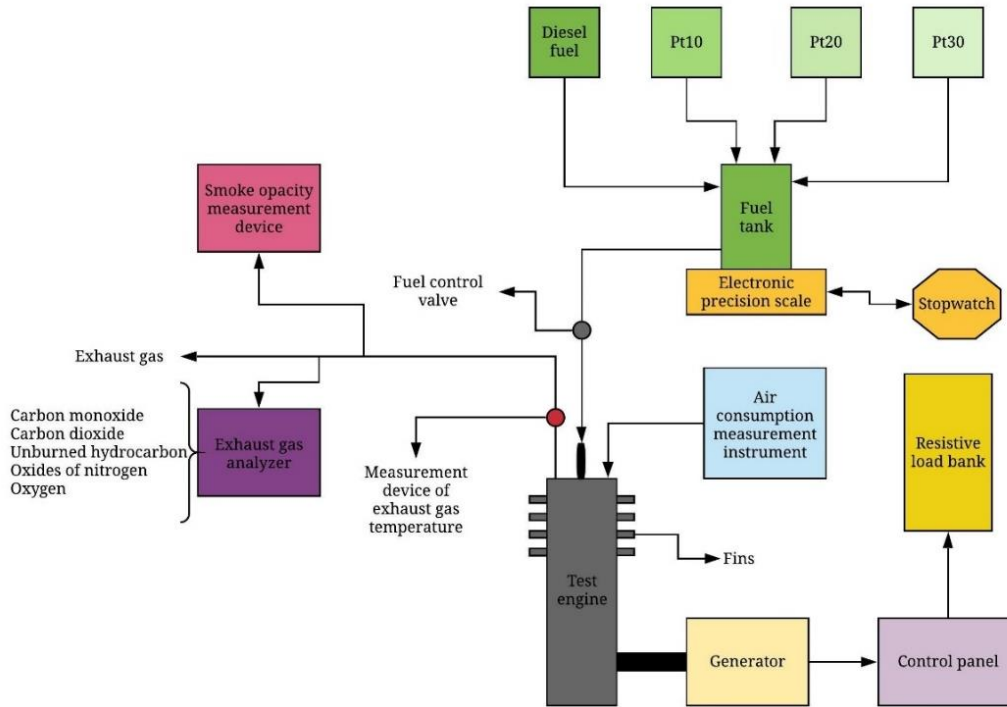 Diesel
fuel
Pt10
Pt20
Pt30
Smoke opacity
measurement
device
Fuel
tank
Fuel control
valve
Electronic
precision scale
Stopwatch
Exhaust gas
Carbon monoxide
Carbon dioxide
Unburned hydrocarbon
Oxides of nitrogen
Oxygen
Exhaust gas
analyzer
Measurement
device of
exhaust gas
temperature
Air
consumption
measurement
instrument
Resistive
load bank
Fins
Test
engine
Generator
Control panel